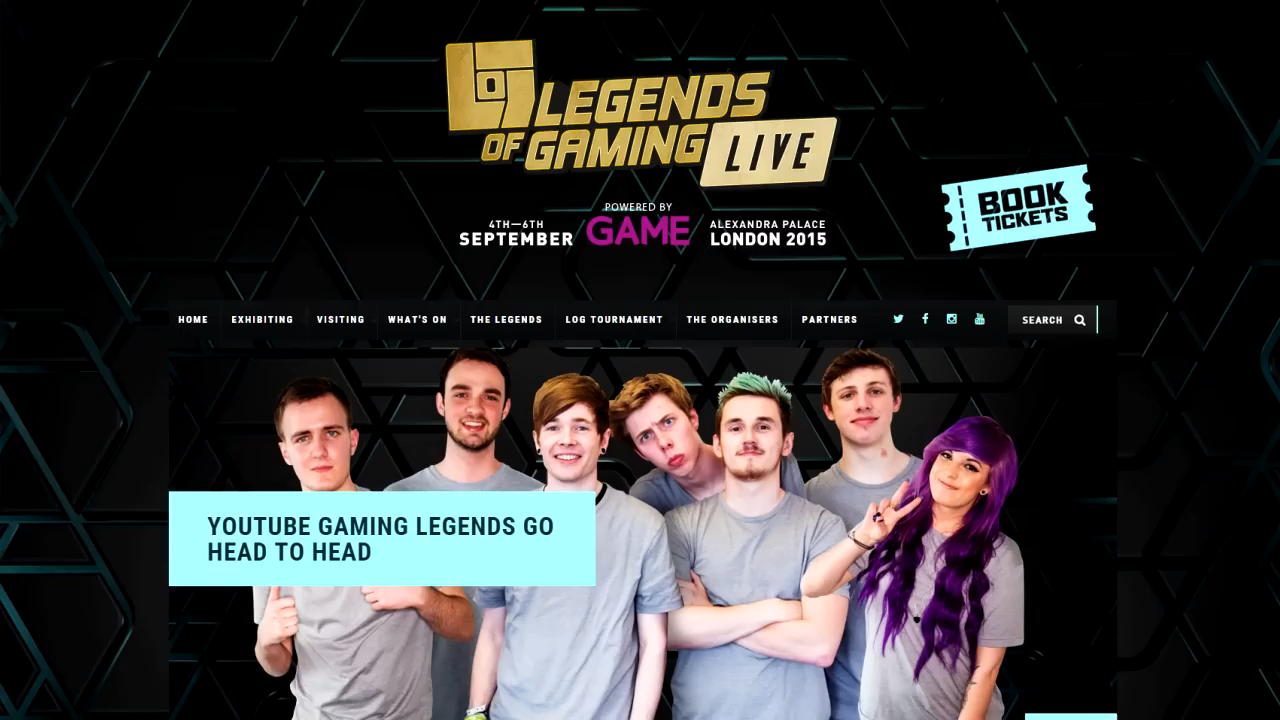 LEGENDS
OF GAMING LIVE
POWERED BY
4TH—6TH
SEPTEMBER
GAME
ALEXANDRA PALACE
LONDON 2015
BOOK
TICKETS
HOME EXHIBITING VISITING WHAT'S ON THE LEGENDS LOG TOURNAMENT THE ORGANISERS PARTNERS SEARCH
YOUTUBE GAMING LEGENDS GO
HEAD TO HEAD